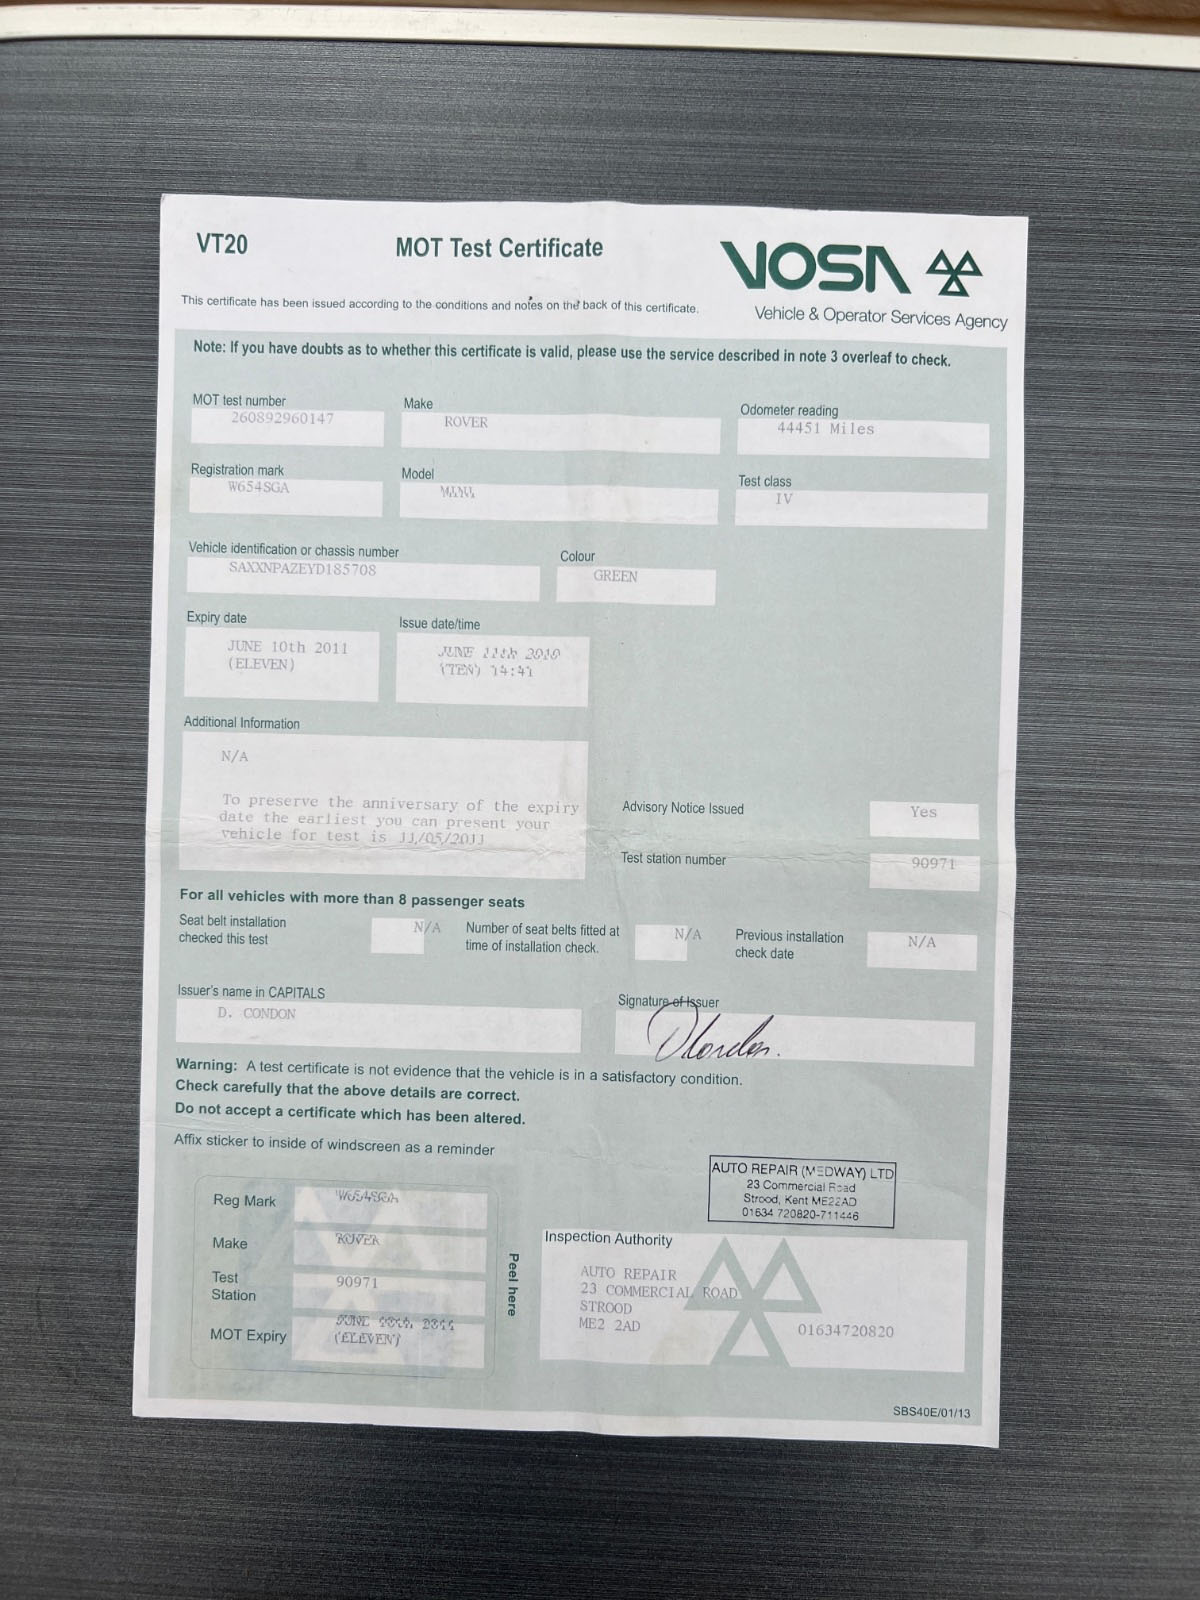 VT20
MOT Test Certificate
VOSA
Vehicle & Operator Services Agency
This certificate has been issued according to the conditions and notes on the back of this certificate.
Note: If you have doubts as to whether this certificate is valid, please use the service described in note 3 overleaf to check.
MOT test number
260892960147
Make
ROVER
Odometer reading
44451 Miles
Registration mark
W654SGA
Model
MINI
Test class
IV
Vehicle identification or chassis number
SAXXNPAZEYD185708
Colour
GREEN
Expiry date
JUNE 10th 2011
(ELEVEN)
Issue date/time
JUNE 11th 2010
(TEN) 14:41
Additional Information
N/A
To preserve the anniversary of the expiry
date the earliest you can present your
vehicle for test is 11/05/2011
Advisory Notice Issued
Yes
Test station number
90971
For all vehicles with more than 8 passenger seats
Seat belt installation
checked this test
N/A
Number of seat belts fitted at
time of installation check.
N/A
Previous installation
check date
N/A
Issuer's name in CAPITALS
D. CONDON
Signature of Issuer
D Condon.
Warning: A test certificate is not evidence that the vehicle is in a satisfactory condition.
Check carefully that the above details are correct.
Do not accept a certificate which has been altered.
Affix sticker to inside of windscreen as a reminder
Reg Mark
W654SGA
Make
ROVER
Test
Station
90971
MOT Expiry
JUNE 10th 2011
(ELEVEN)
Peel here
AUTO REPAIR (MEDWAY) LTD
23 Commercial Road
Strood, Kent ME22AD
01634 720820-711446
Inspection Authority
AUTO REPAIR
23 COMMERCIAL ROAD
STROOD
ME2 2AD
01634720820
SBS40E/01/13